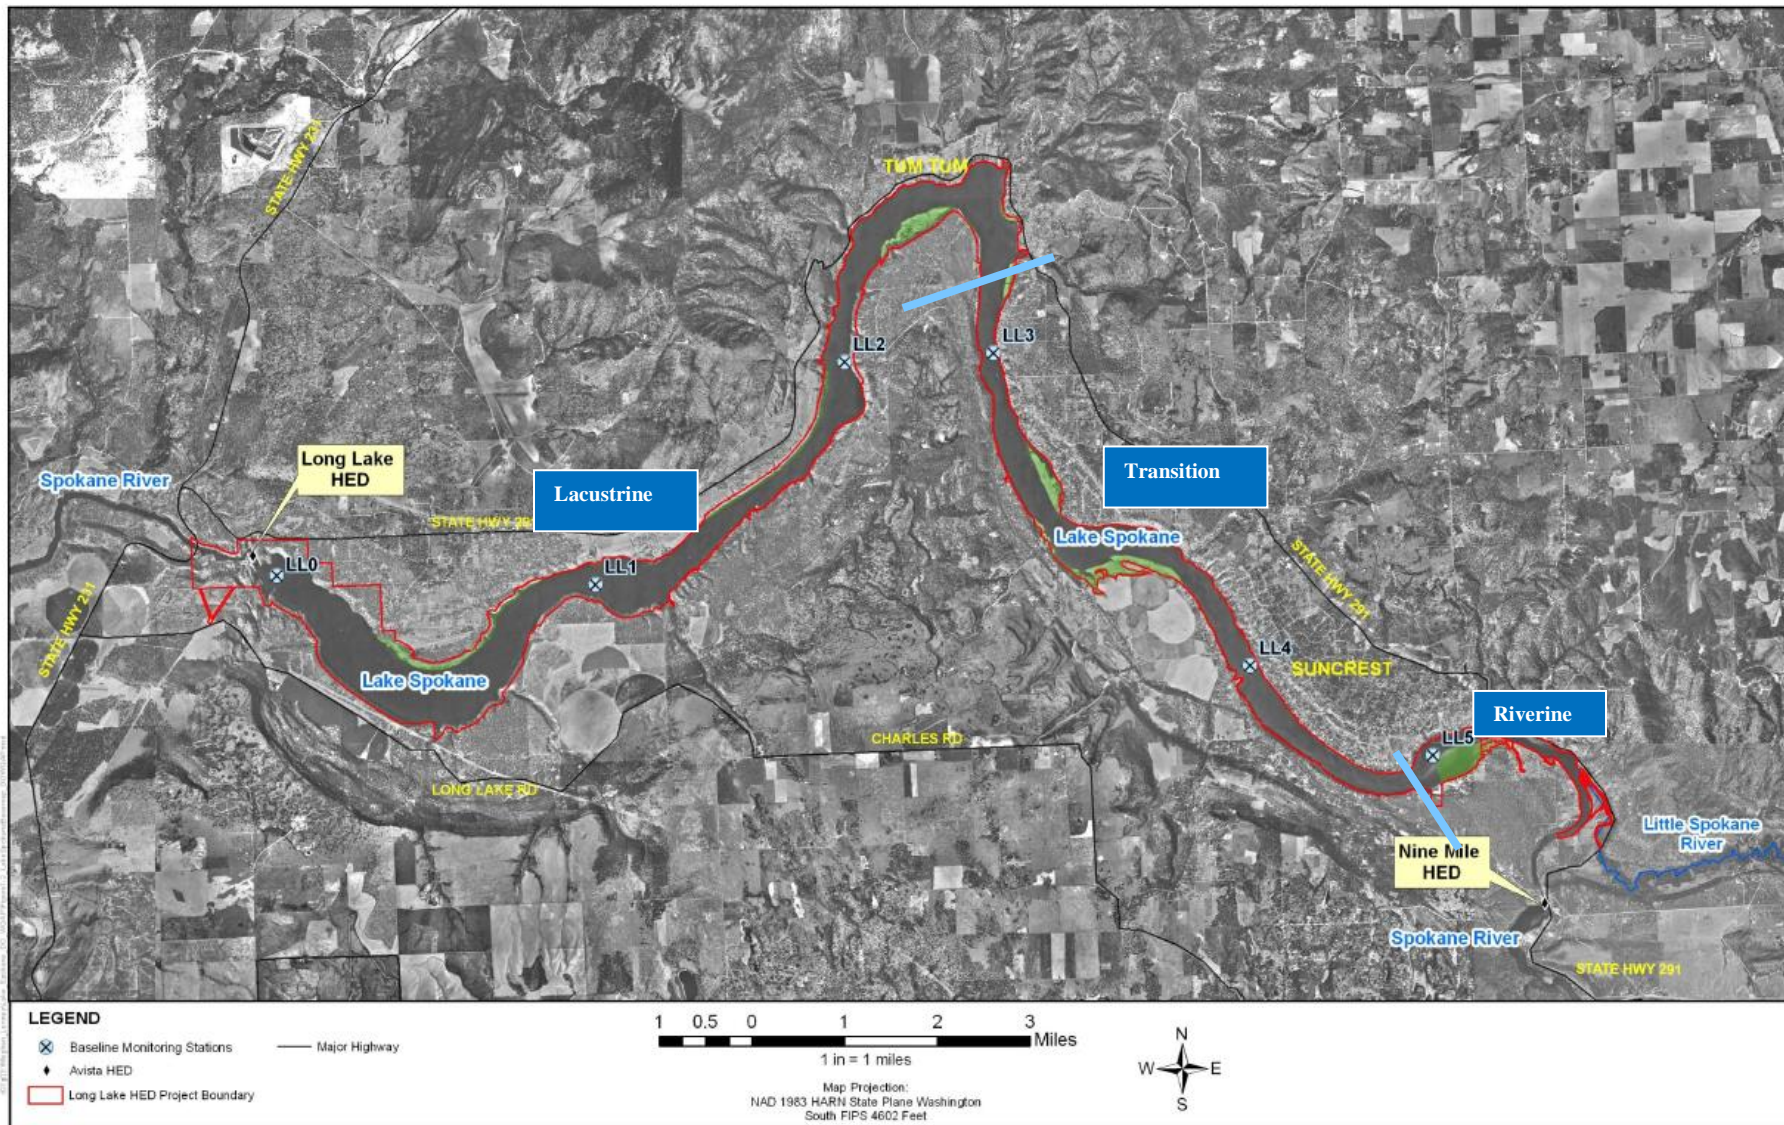 TUM TUM
STATE HWY 231
LL2
LL3
Long Lake
HED
Spokane River
Lacustrine
Transition
STATE HWY 29
Lake Spokane
STATE HWY 291
LL0
LL1
STATE HWY 231
Lake Spokane
LL4
SUNCREST
Riverine
CHARLES RD
LL5
LONG LAKE RD
Little Spokane
River
Nine Mile
HED
Spokane River
STATE HWY 291
LEGEND
Baseline Monitoring Stations
Major Highway
Avista HED
Long Lake HED Project Boundary
1 0.5 0 1 2 3
Miles
1 in = 1 miles
Map Projection:
NAD 1983 HARN State Plane Washington
South FIPS 4602 Feet
N
W E
S